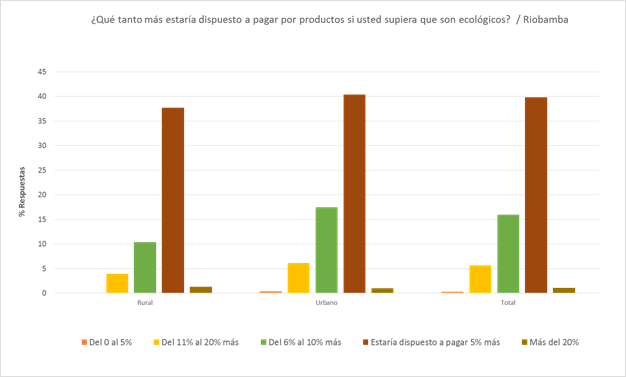 ¿Qué tanto más estaría dispuesto a pagar por productos si usted supiera que son ecológicos? / Riobamba
45
40
35
30
25
20
15
10
5
0
% Respuestas
Rural Urbano Total
Del 0 al 5% Del 11% al 20% más Del 6% al 10% más Estaría dispuesto a pagar 5% más Más del 20%